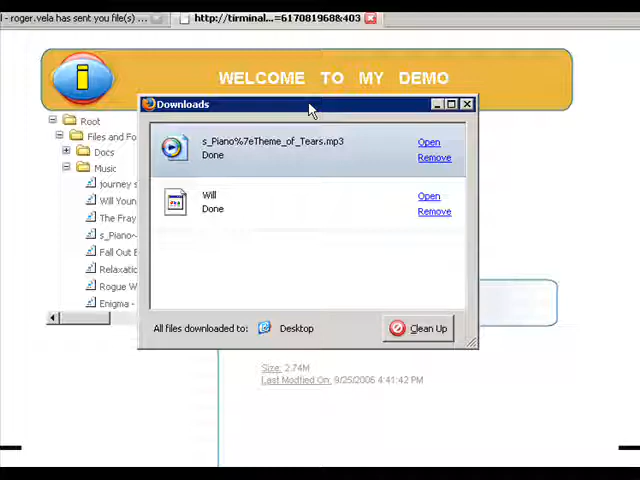 l - roger.vela has sent you file(s) ...
http://tirminal...=617081968&403
WELCOME TO MY DEMO
Downloads
Root
Files and Fo
Docs
Music
journey s
Will Youn
The Fray
s_Piano~
Fall Out B
Relaxatio
Rogue W
Enigma -
s_Piano%7eTheme_of_Tears.mp3
Done
Open
Remove
Will
Done
Open
Remove
All files downloaded to:
Desktop
Clean Up
Size: 2.74M
Last Modfied On: 9/25/2006 4:41:42 PM